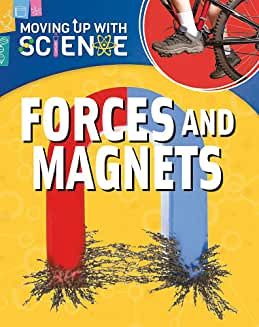 MOVING UP WITH
SCIENCE
FORCES AND
MAGNETS